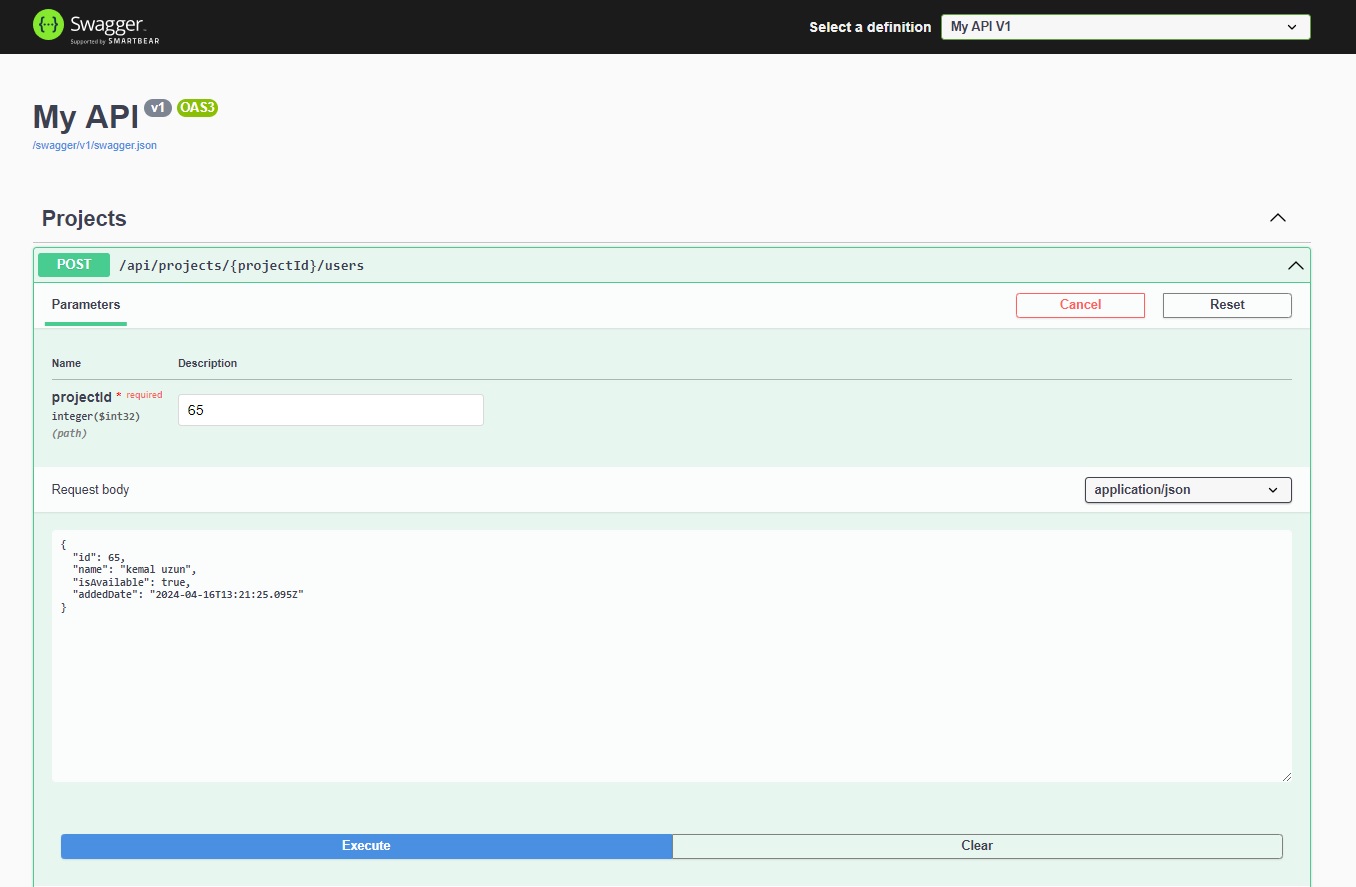 Swagger
Supported by SMARTBEAR
Select a definition
My API V1
My API v1 OAS3
/swagger/v1/swagger.json
Projects
POST /api/projects/{projectId}/users
Parameters
Cancel
Reset
Name Description
projectId * required
65
integer($int32)
(path)
Request body
application/json
{
  "id": 65,
  "name": "kemal uzun",
  "isAvailable": true,
  "addedDate": "2024-04-16T13:21:25.095Z"
}
Execute
Clear